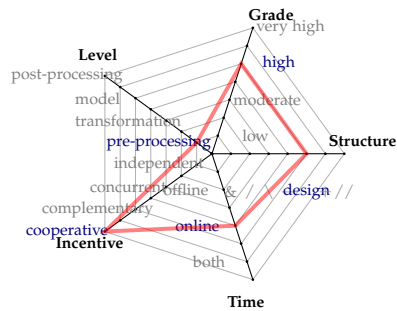 Grade
very high
Level
high
post-processing
model
moderate
transformation
low
Structure
pre-processing
independent
concurrent
offline
&
//
design
//
complementary
cooperative
online
Incentive
both
Time